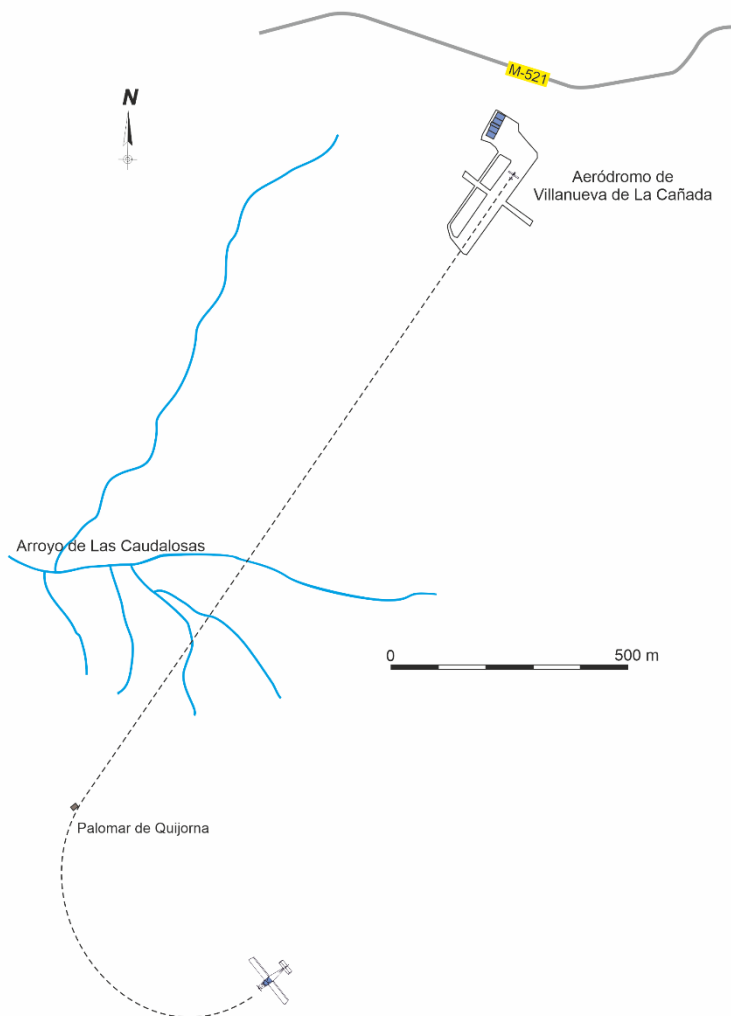 M-521
N
Aeródromo de
Villanueva de La Cañada
Arroyo de Las Caudalosas
0
500 m
Palomar de Quijorna